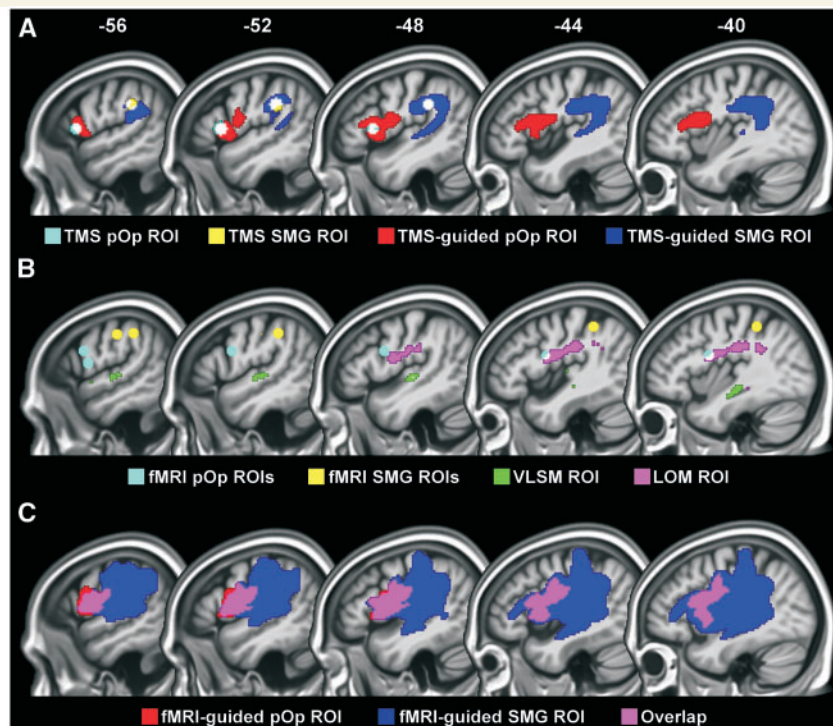 A
-56 -52 -48 -44 -40
TMS pOp ROI TMS SMG ROI TMS-guided pOp ROI TMS-guided SMG ROI
B
fMRI pOp ROIs fMRI SMG ROIs VLSM ROI LOM ROI
C
fMRI-guided pOp ROI fMRI-guided SMG ROI Overlap